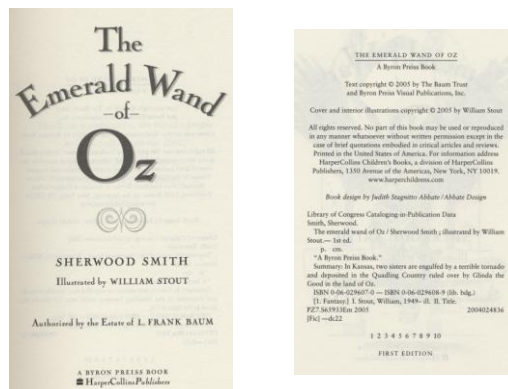 The
Emerald Wand
–of–
Oz
SHERWOOD SMITH
Illustrated by WILLIAM STOUT
Authorized by the Estate of L. FRANK BAUM
A BYRON PREISS BOOK
HarperCollinsPublishers
THE EMERALD WAND OF OZ
A Byron Preiss Book
Text copyright © 2005 by The Baum Trust
and Byron Preiss Visual Publications, Inc.
Cover and interior illustrations copyright © 2005 by William Stout
All rights reserved. No part of this book may be used or reproduced
in any manner whatsoever without written permission except in the
case of brief quotations embodied in critical articles and reviews.
Printed in the United States of America. For information address
HarperCollins Children's Books, a division of HarperCollins
Publishers, 1350 Avenue of the Americas, New York, NY 10019.
www.harperchildrens.com
Book design by Judith Stagnitto Abbate / Abbate Design
Library of Congress Cataloging-in-Publication Data
Smith, Sherwood.
The emerald wand of Oz / Sherwood Smith ; illustrated by William
Stout.— 1st ed.
p. cm.
"A Byron Preiss Book."
Summary: In Kansas, two sisters are engulfed by a terrible tornado
and deposited in the Quadling Country ruled over by Glinda the
Good in the land of Oz.
ISBN 0-06-029607-0 — ISBN 0-06-029608-9 (lib. bdg.)
[1. Fantasy.] I. Stout, William, 1949– ill. II. Title.
PZ7.S65933Em 2005 2004024836
[Fic] —dc22
1 2 3 4 5 6 7 8 9 10
FIRST EDITION